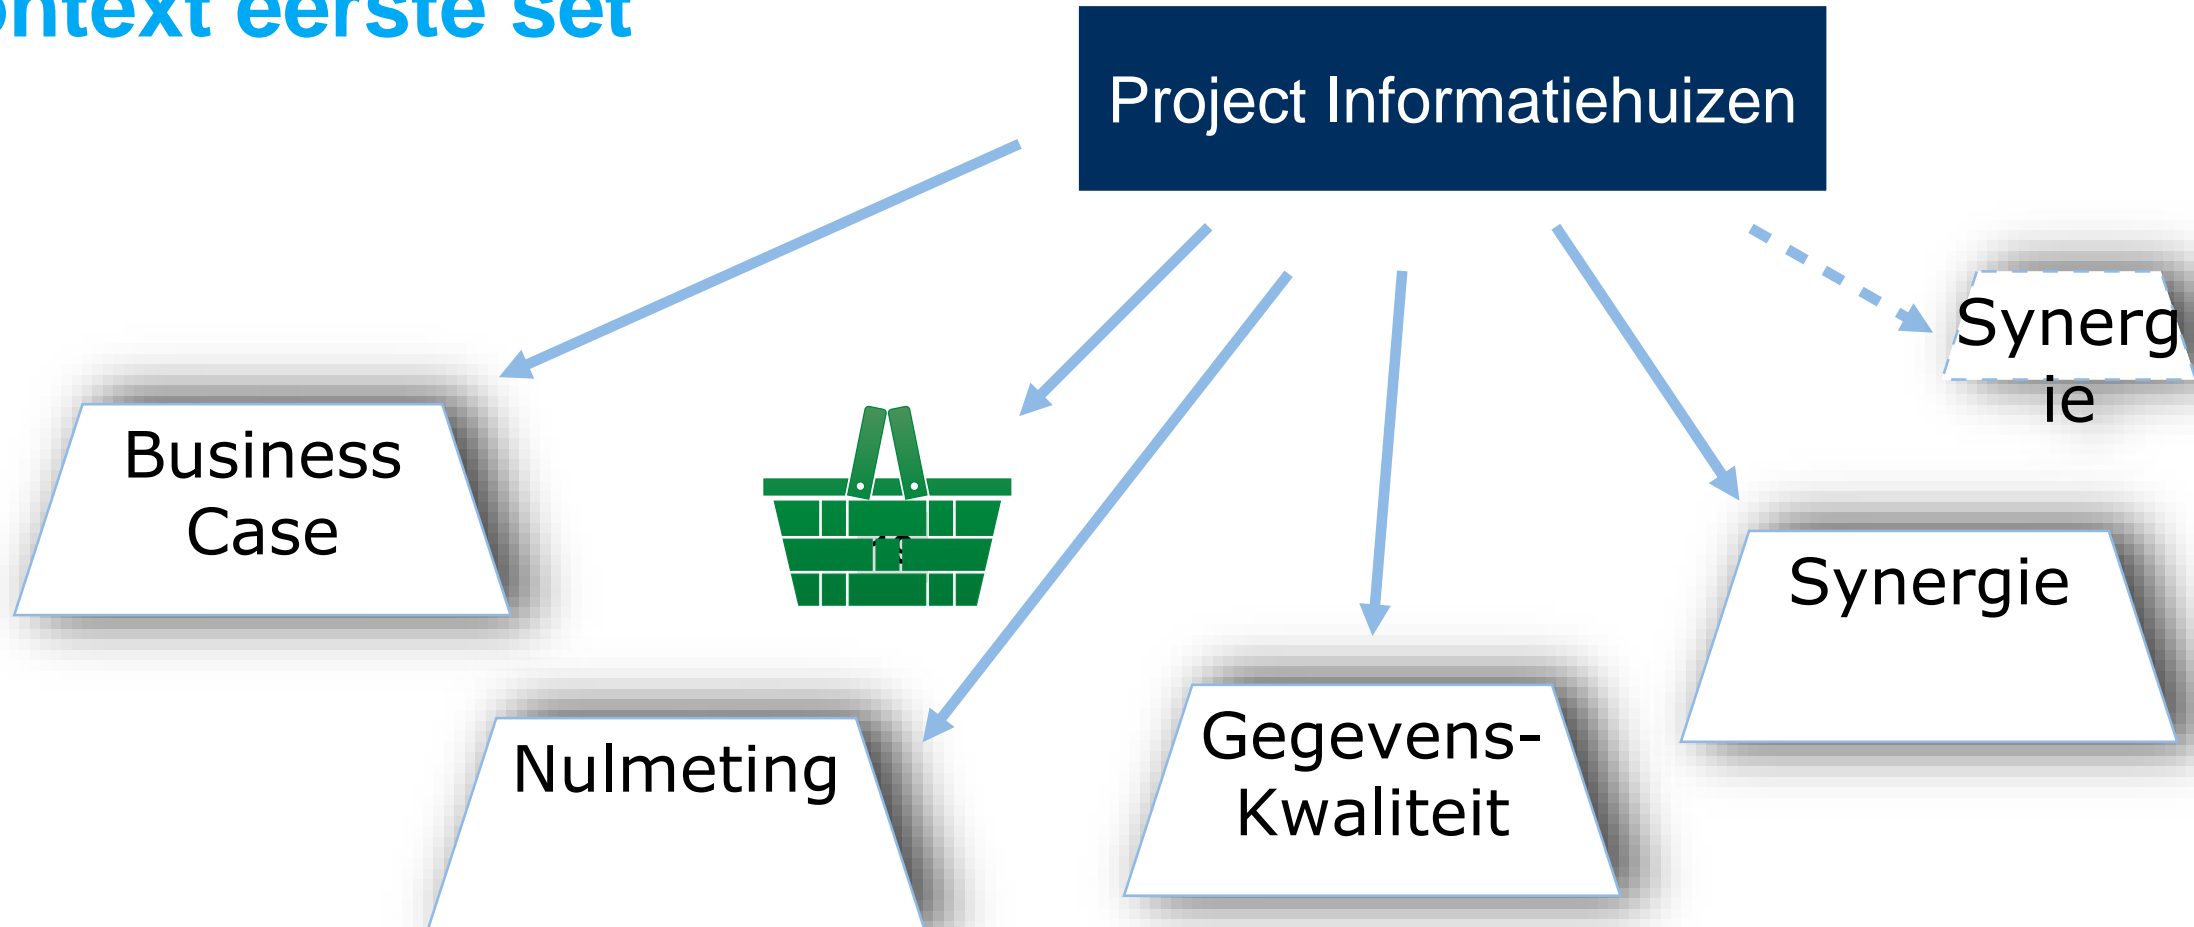 ontext eerste set
Project Informatiehuizen
Synerg
ie
Business
Case
Synergie
Nulmeting
Gegevens-
Kwaliteit